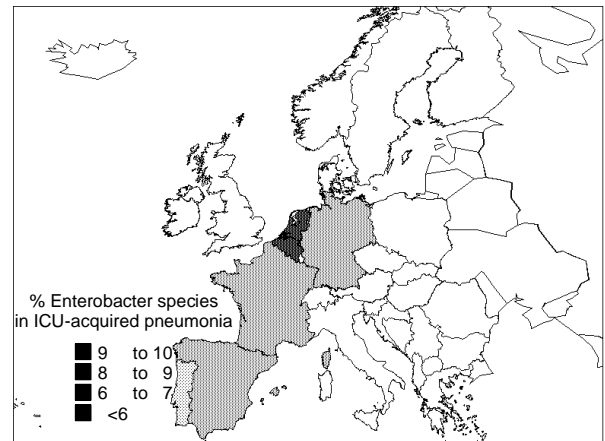 % Enterobacter species
in ICU-acquired pneumonia
9 to 10
8 to 9
6 to 7
<6